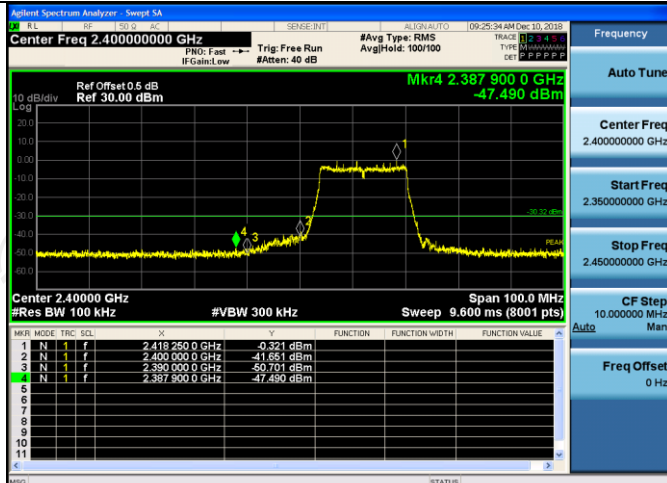 Agilent Spectrum Analyzer - Swept SA
RL RF 50 Ω AC SENSE:INT ALIGN AUTO 09:25:34 AM Dec 10, 2018
Center Freq 2.400000000 GHz #Avg Type: RMS TRACE 1 2 3 4 5 6
PNO: Fast Trig: Free Run Avg|Hold: 100/100 TYPE M
IFGain:Low #Atten: 40 dB DET P P P P P P
Mkr4 2.387 900 0 GHz
-47.490 dBm
Ref Offset 0.5 dB
10 dB/div Ref 30.00 dBm
Log
20.0
10.0
0.00
-10.0
-20.0
-30.0
-40.0
-50.0
-60.0
1
2
3
4
-30.32 dBm
PEAK
Center 2.40000 GHz Span 100.0 MHz
#Res BW 100 kHz #VBW 300 kHz Sweep 9.600 ms (8001 pts)
MKR MODE TRC SCL X Y FUNCTION FUNCTION WIDTH FUNCTION VALUE
1 N 1 f 2.418 250 0 GHz -0.321 dBm
2 N 1 f 2.400 000 0 GHz -41.651 dBm
3 N 1 f 2.390 000 0 GHz -50.701 dBm
4 N 1 f 2.387 900 0 GHz -47.490 dBm
5
6
7
8
9
10
11
MSG STATUS
Frequency
Auto Tune
Center Freq
2.400000000 GHz
Start Freq
2.350000000 GHz
Stop Freq
2.450000000 GHz
CF Step
10.000000 MHz
Auto Man
Freq Offset
0 Hz